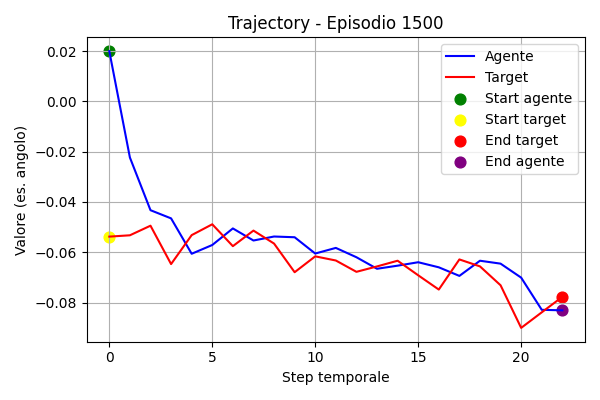 Trajectory - Episodio 1500
Valore (es. angolo)
0.02
0.00
−0.02
−0.04
−0.06
−0.08
0
5
10
15
20
Step temporale
Agente
Target
Start agente
Start target
End target
End agente